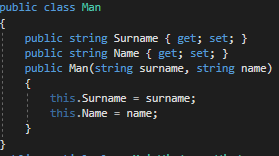 public class Man
{
    public string Surname { get; set; }
    public string Name { get; set; }
    public Man(string surname, string name)
    {
        this.Surname = surname;
        this.Name = name;
    }
}